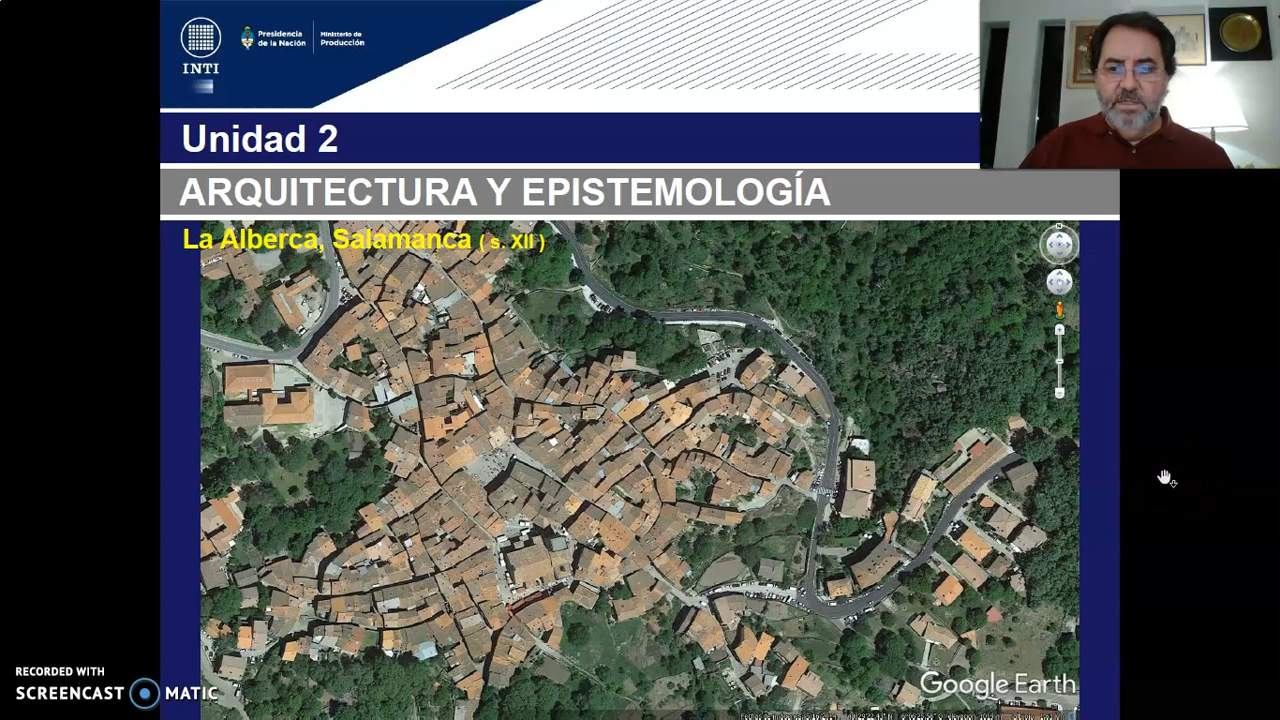 INTI
Presidencia
de la Nación
Ministerio de
Producción
Unidad 2
ARQUITECTURA Y EPISTEMOLOGÍA
La Alberca, Salamanca ( s. XII )
N
Google Earth
RECORDED WITH
SCREENCAST MATIC